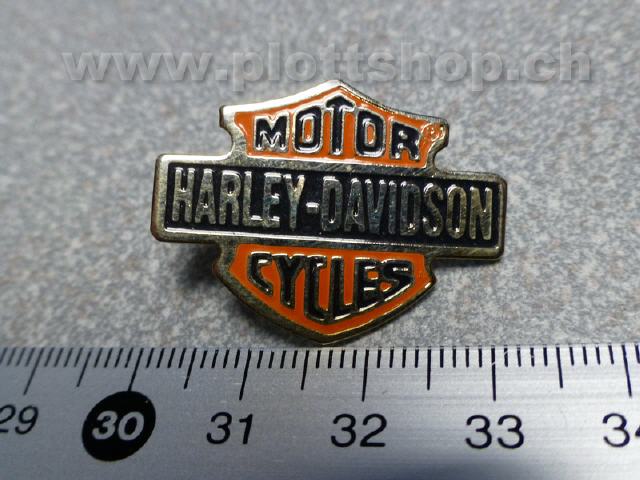 www.plottshop.ch
MOTOR
HARLEY-DAVIDSON
CYCLES
29 30 31 32 33 34